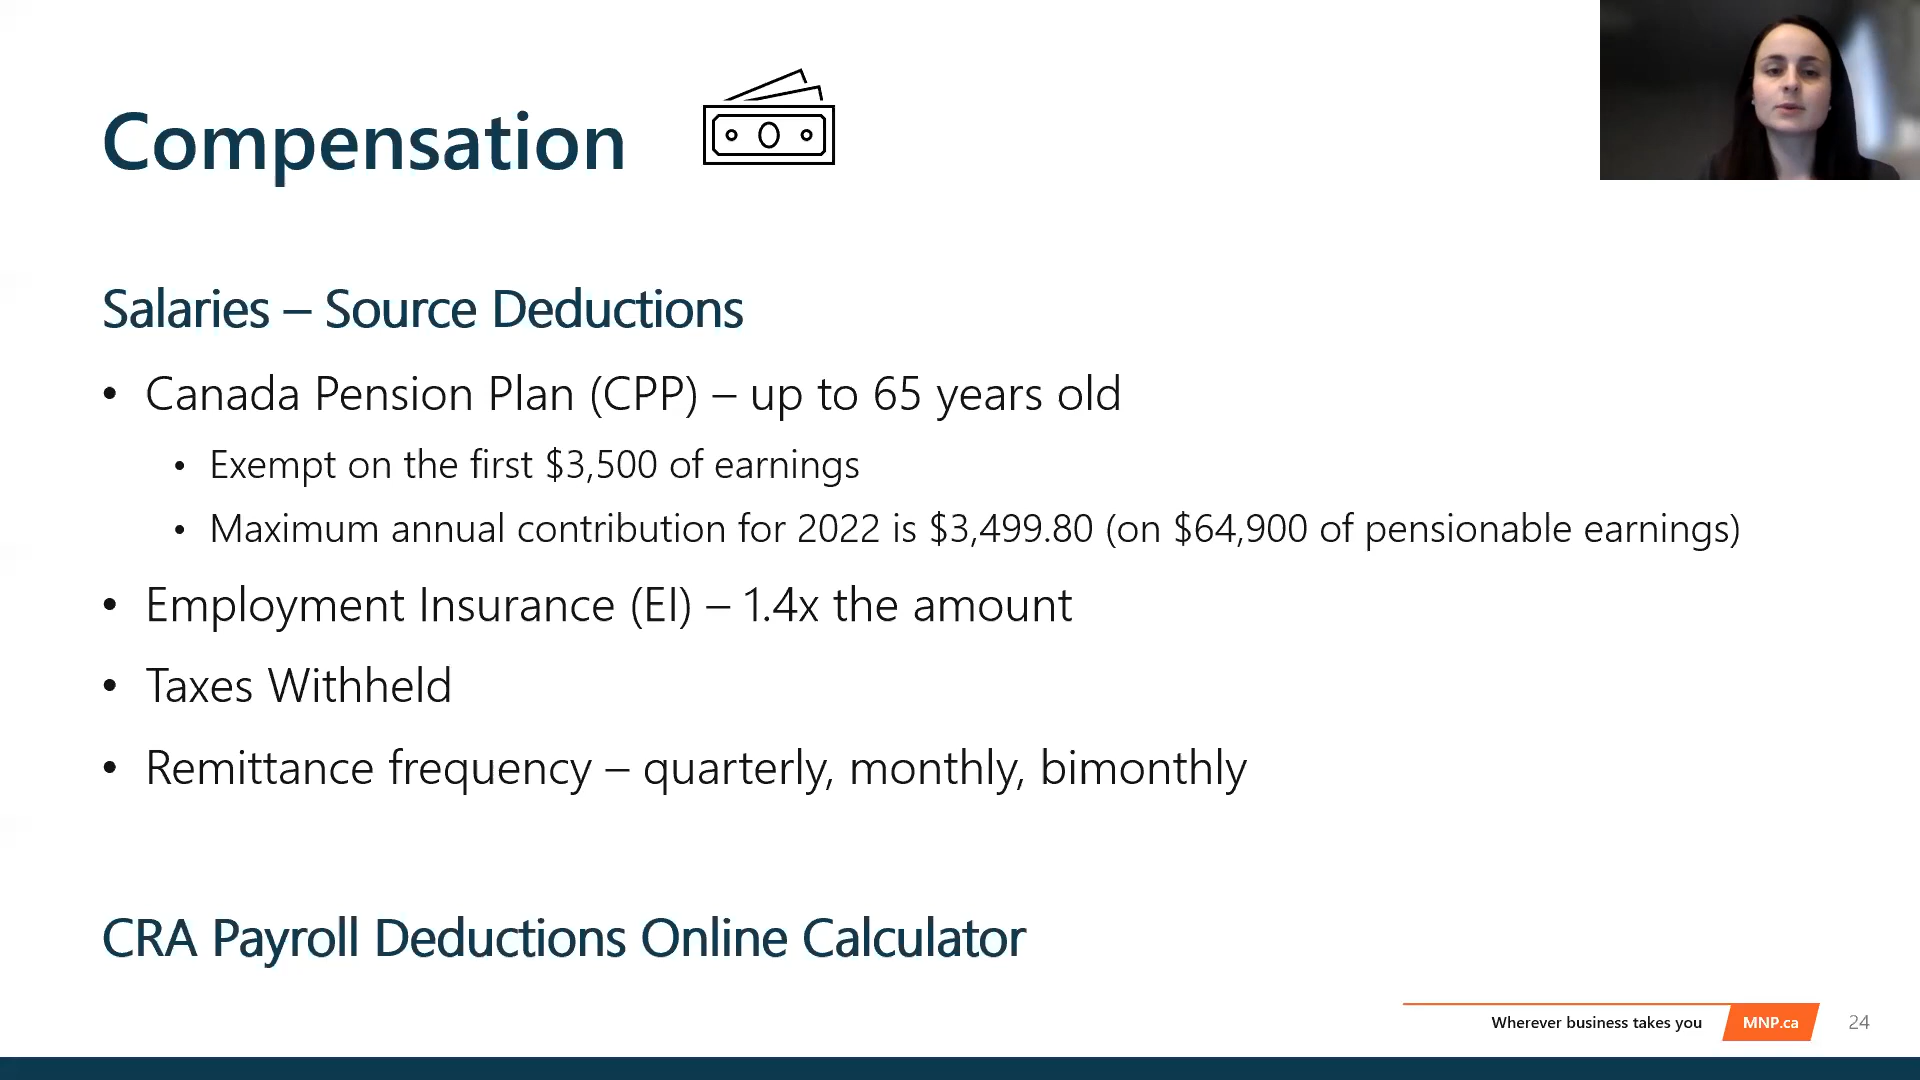 Compensation
Salaries – Source Deductions
• Canada Pension Plan (CPP) – up to 65 years old
• Exempt on the first $3,500 of earnings
• Maximum annual contribution for 2022 is $3,499.80 (on $64,900 of pensionable earnings)
• Employment Insurance (EI) – 1.4x the amount
• Taxes Withheld
• Remittance frequency – quarterly, monthly, bimonthly
CRA Payroll Deductions Online Calculator
Wherever business takes you MNP.ca 24